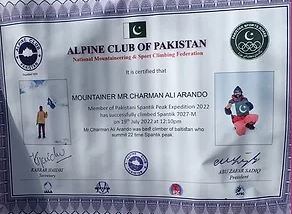 ALPINE CLUB OF PAKISTAN
National Mountaineering & Sport Climbing Federation
It is certified that
MOUNTAINER MR.CHARMAN ALI ARANDO
Member of Pakistani Spantik Peak Expedition 2022
has successfully climbed Spantik 7027-M
on 19th July 2022 at 12:10pm
Mr.Charman Ali Arando was best climber of baltistan who
summit 22 time Spantik peak
KARRAR HAIDRI
Secretary
ABU ZAFAR SADIQ
President